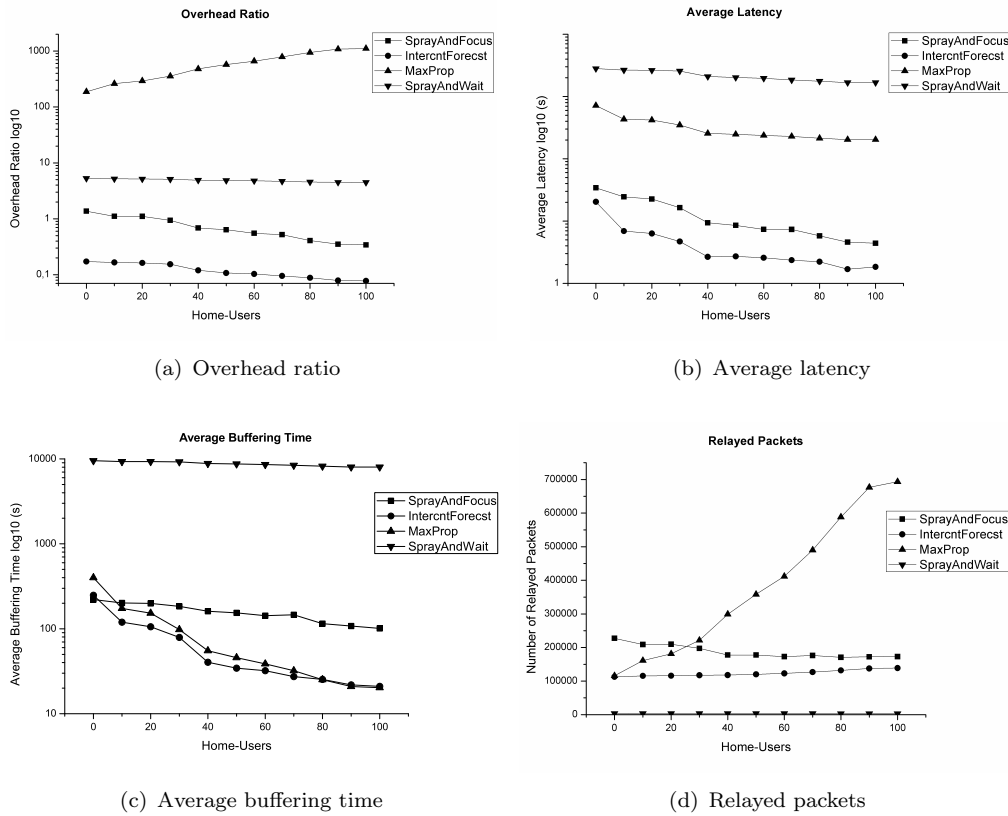 Overhead Ratio
1000
100
10
1
0,1
0 20 40 60 80 100
Overhead Ratio log10
Home-Users
SprayAndFocus
IntercntForecst
MaxProp
SprayAndWait
(a) Overhead ratio
Average Latency
1
0 20 40 60 80 100
Average Latency log10 (s)
Home-Users
SprayAndFocus
IntercntForecst
MaxProp
SprayAndWait
(b) Average latency
Average Buffering Time
10000
1000
100
10
0 20 40 60 80 100
Average Buffering Time log10 (s)
Home-Users
SprayAndFocus
IntercntForecst
MaxProp
SprayAndWait
(c) Average buffering time
Relayed Packets
700000
600000
500000
400000
300000
200000
100000
0
0 20 40 60 80 100
Number of Relayed Packets
Home-Users
SprayAndFocus
IntercntForecst
MaxProp
SprayAndWait
(d) Relayed packets